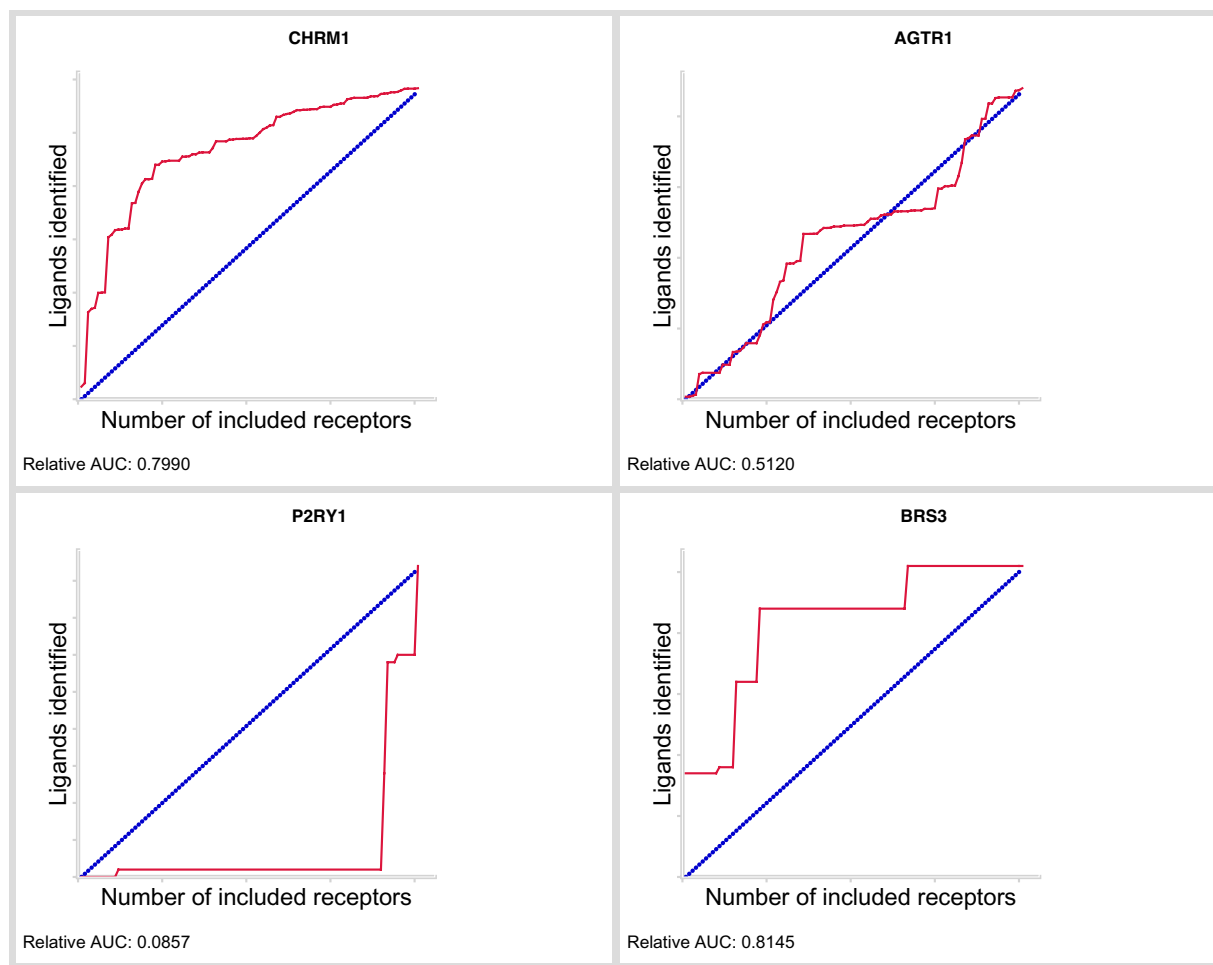 CHRM1
Ligands identified
Number of included receptors
Relative AUC: 0.7990
AGTR1
Ligands identified
Number of included receptors
Relative AUC: 0.5120
P2RY1
Ligands identified
Number of included receptors
Relative AUC: 0.0857
BRS3
Ligands identified
Number of included receptors
Relative AUC: 0.8145